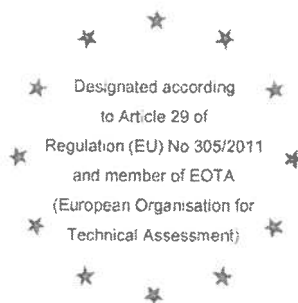 Designated according
to Article 29 of
Regulation (EU) No 305/2011
and member of EOTA
(European Organisation for
Technical Assessment)